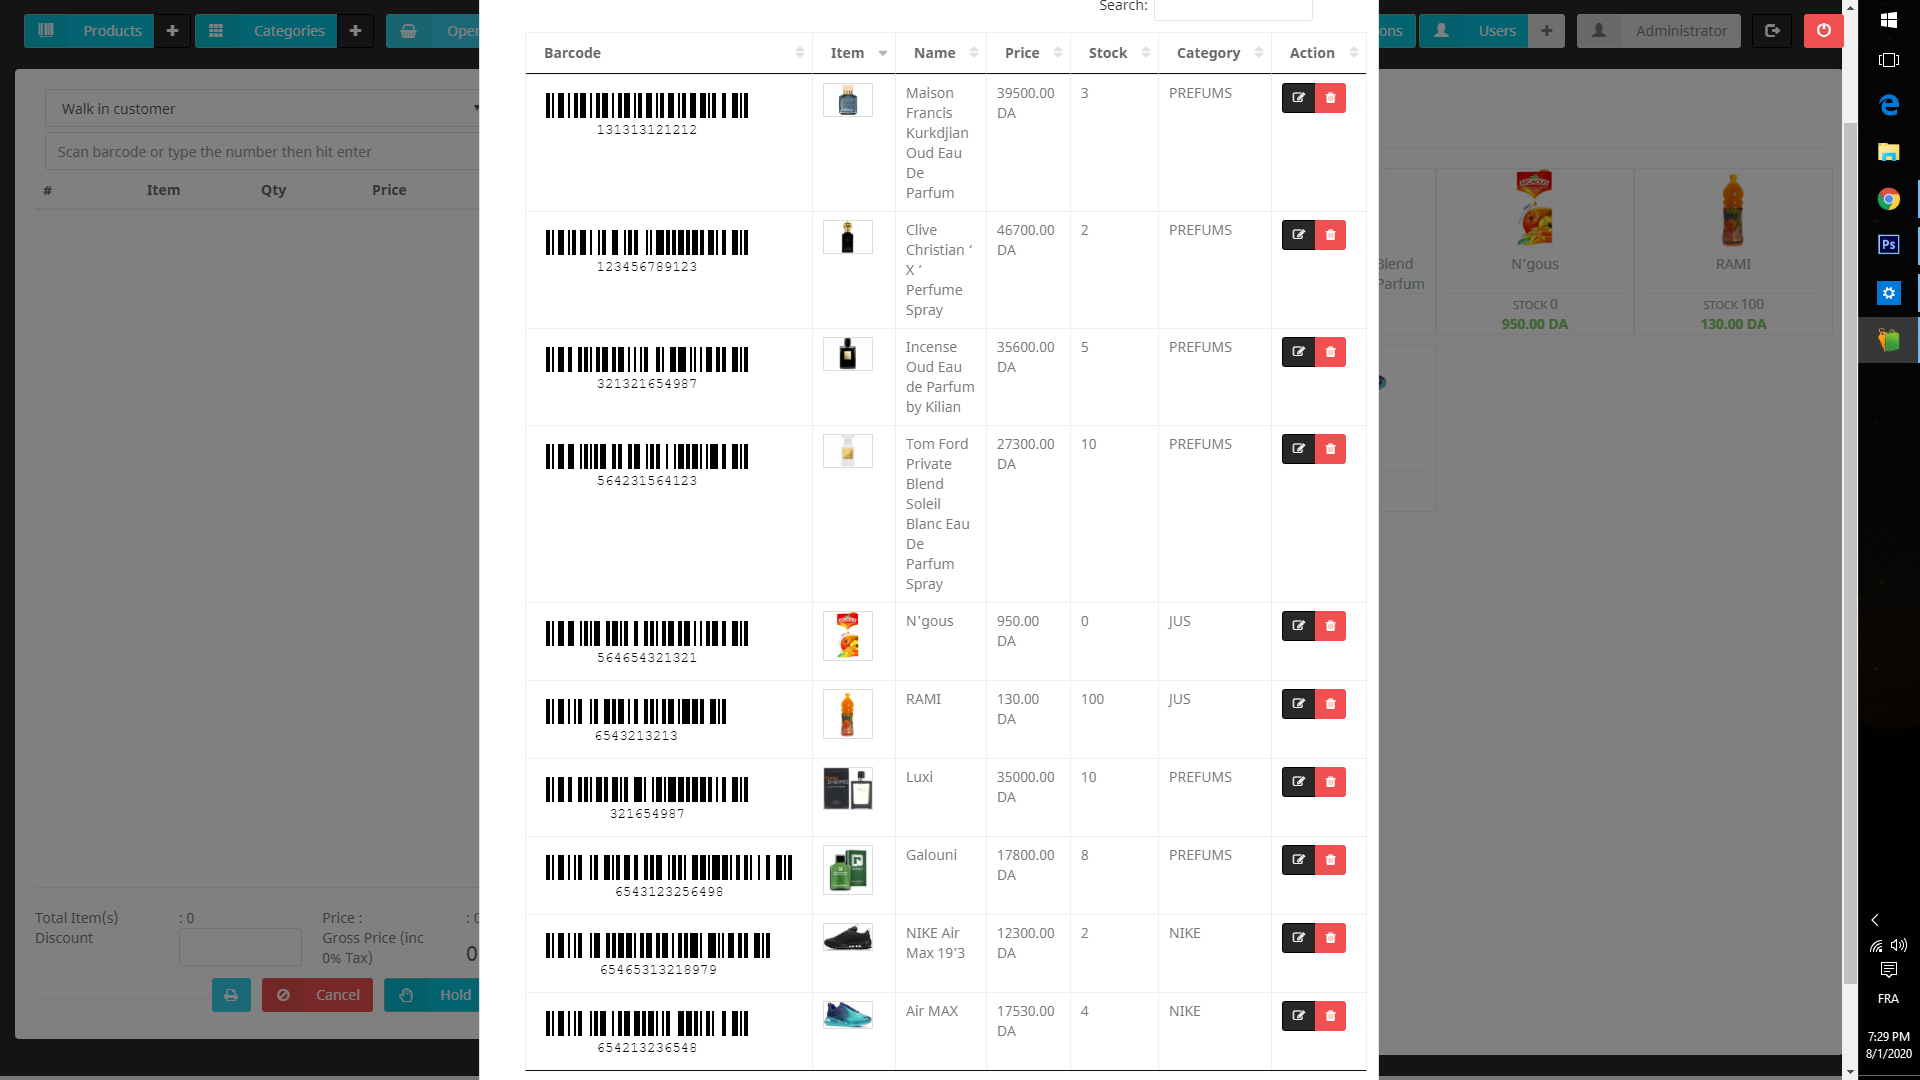 Search:
Products
Categories
Open
ons
Users
Administrator
Walk in customer
Scan barcode or type the number then hit enter
# Item Qty Price
Barcode Item Name Price Stock Category Action
131313121212
Maison
Francis
Kurkdjian
Oud Eau
De
Parfum
39500.00
DA
3
PREFUMS
123456789123
Clive
Christian ‘
X ‘
Perfume
Spray
46700.00
DA
2
PREFUMS
321321654987
Incense
Oud Eau
de Parfum
by Kilian
35600.00
DA
5
PREFUMS
564231564123
Tom Ford
Private
Blend
Soleil
Blanc Eau
De
Parfum
Spray
27300.00
DA
10
PREFUMS
564654321321
N'gous
950.00
DA
0
JUS
6543213213
RAMI
130.00
DA
100
JUS
321654987
Luxi
35000.00
DA
10
PREFUMS
6543123256498
Galouni
17800.00
DA
8
PREFUMS
65465313218979
NIKE Air
Max 19'3
12300.00
DA
2
NIKE
654213236548
Air MAX
17530.00
DA
4
NIKE
Blend
Parfum
N'gous
STOCK 0
950.00 DA
RAMI
STOCK 100
130.00 DA
Total Item(s) : 0 Price : : 0
Discount
Gross Price (inc
0% Tax)
0
Cancel
Hold
Ps
FRA
7:29 PM
8/1/2020